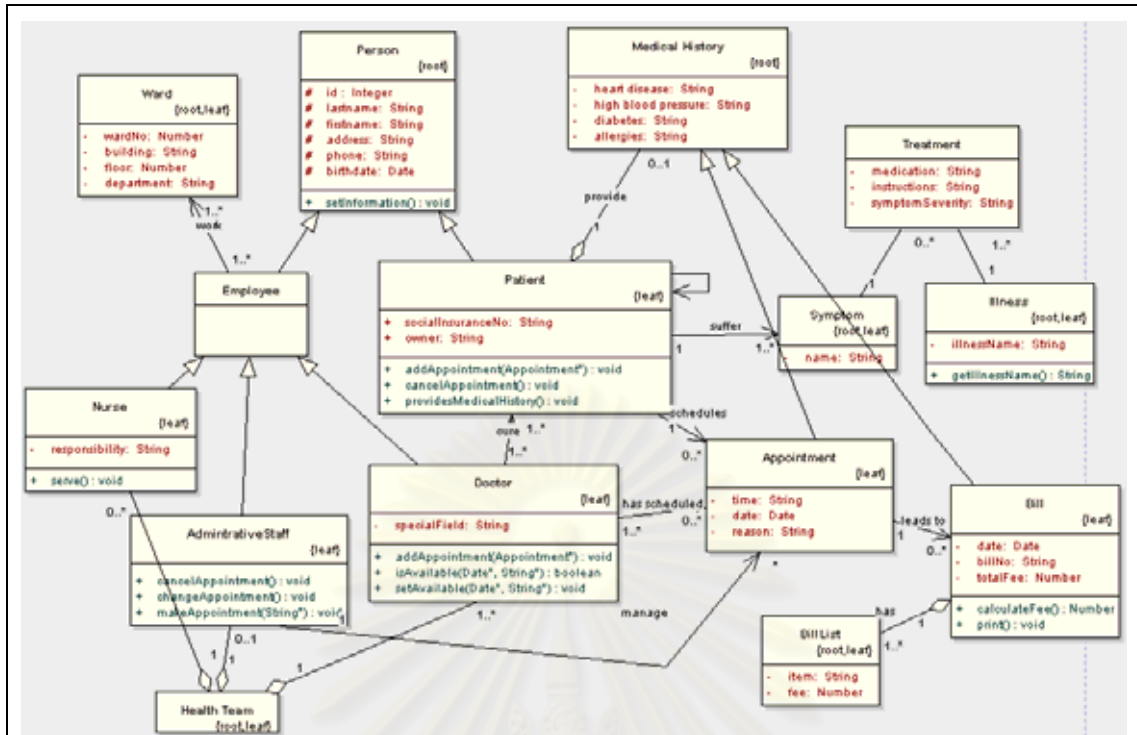 Person
{root}
# id : Integer
# lastname: String
# firstname: String
# address: String
# phone: String
# birthdate: Date
+ setInformation() : void
Medical History
{root}
- heart disease: String
- high blood pressure: String
- diabetes: String
- allergies: String
Ward
{root,leaf}
- wardNo: Number
- building: String
- floor: Number
- department: String
Treatment
- medication: String
- instructions: String
- symptomSeverity: String
0..1
provide
1
1..*
work
1..*
0..*
1..*
1
1
Employee
Patient
{leaf}
+ socialInsuranceNo: String
+ owner: String
+ addAppointment(Appointment*) : void
+ cancelAppointment() : void
+ providesMedicalHistory() : void
suffer
1
1..*
Symptom
{root,leaf}
- name: String
Illness
{root,leaf}
- illnessName: String
+ getIllnessName() : String
Nurse
{leaf}
- responsibility: String
+ serve() : void
cure
1..*
1..*
schedules
1
0..*
Doctor
{leaf}
- specialField: String
+ addAppointment(Appointment*) : void
+ isAvailable(Date*, String*) : boolean
+ setAvailable(Date*, String*) : void
has scheduled,
1..*
0..*
Appointment
{leaf}
- time: String
- date: Date
- reason: String
leads to
1
0..*
Bill
{leaf}
- date: Date
- billNo: String
- totalFee: Number
+ calculateFee() : Number
+ print() : void
0..*
AdmintrativeStaff
{leaf}
+ cancelAppointment() : void
+ changeAppointment() : void
+ makeAppointment(String*) : void
1
manage
*
1..*
0..1
1
1
1
has
1
1..*
Bill List
{root,leaf}
- item: String
- fee: Number
Health Team
{root,leaf}